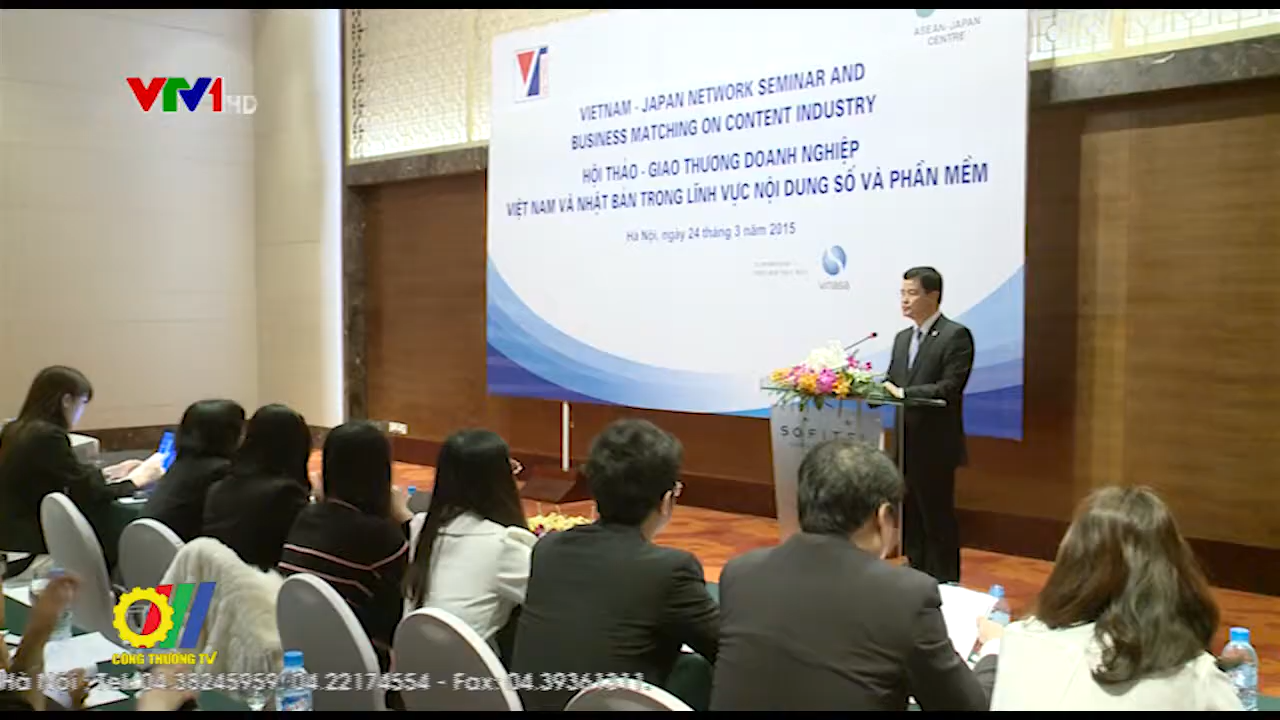 VTV1 HD
ASEAN-JAPAN
CENTRE
VIETNAM - JAPAN NETWORK SEMINAR AND
BUSINESS MATCHING ON CONTENT INDUSTRY
HỘI THẢO - GIAO THƯƠNG DOANH NGHIỆP
VIỆT NAM VÀ NHẬT BẢN TRONG LĨNH VỰC NỘI DUNG SỐ VÀ PHẦN MỀM
Hà Nội, ngày 24 tháng 3 năm 2015
vinasa
SOFITEL
CÔNG THƯƠNG TV
Hà Nội - Tel: 04.38245959/ 04.22174554 - Fax: 04.39361311.